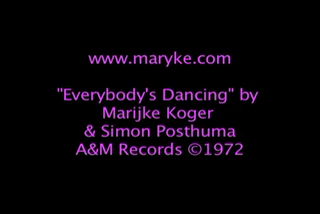 www.maryke.com
"Everybody's Dancing" by
Marijke Koger
& Simon Posthuma
A&M Records ©1972